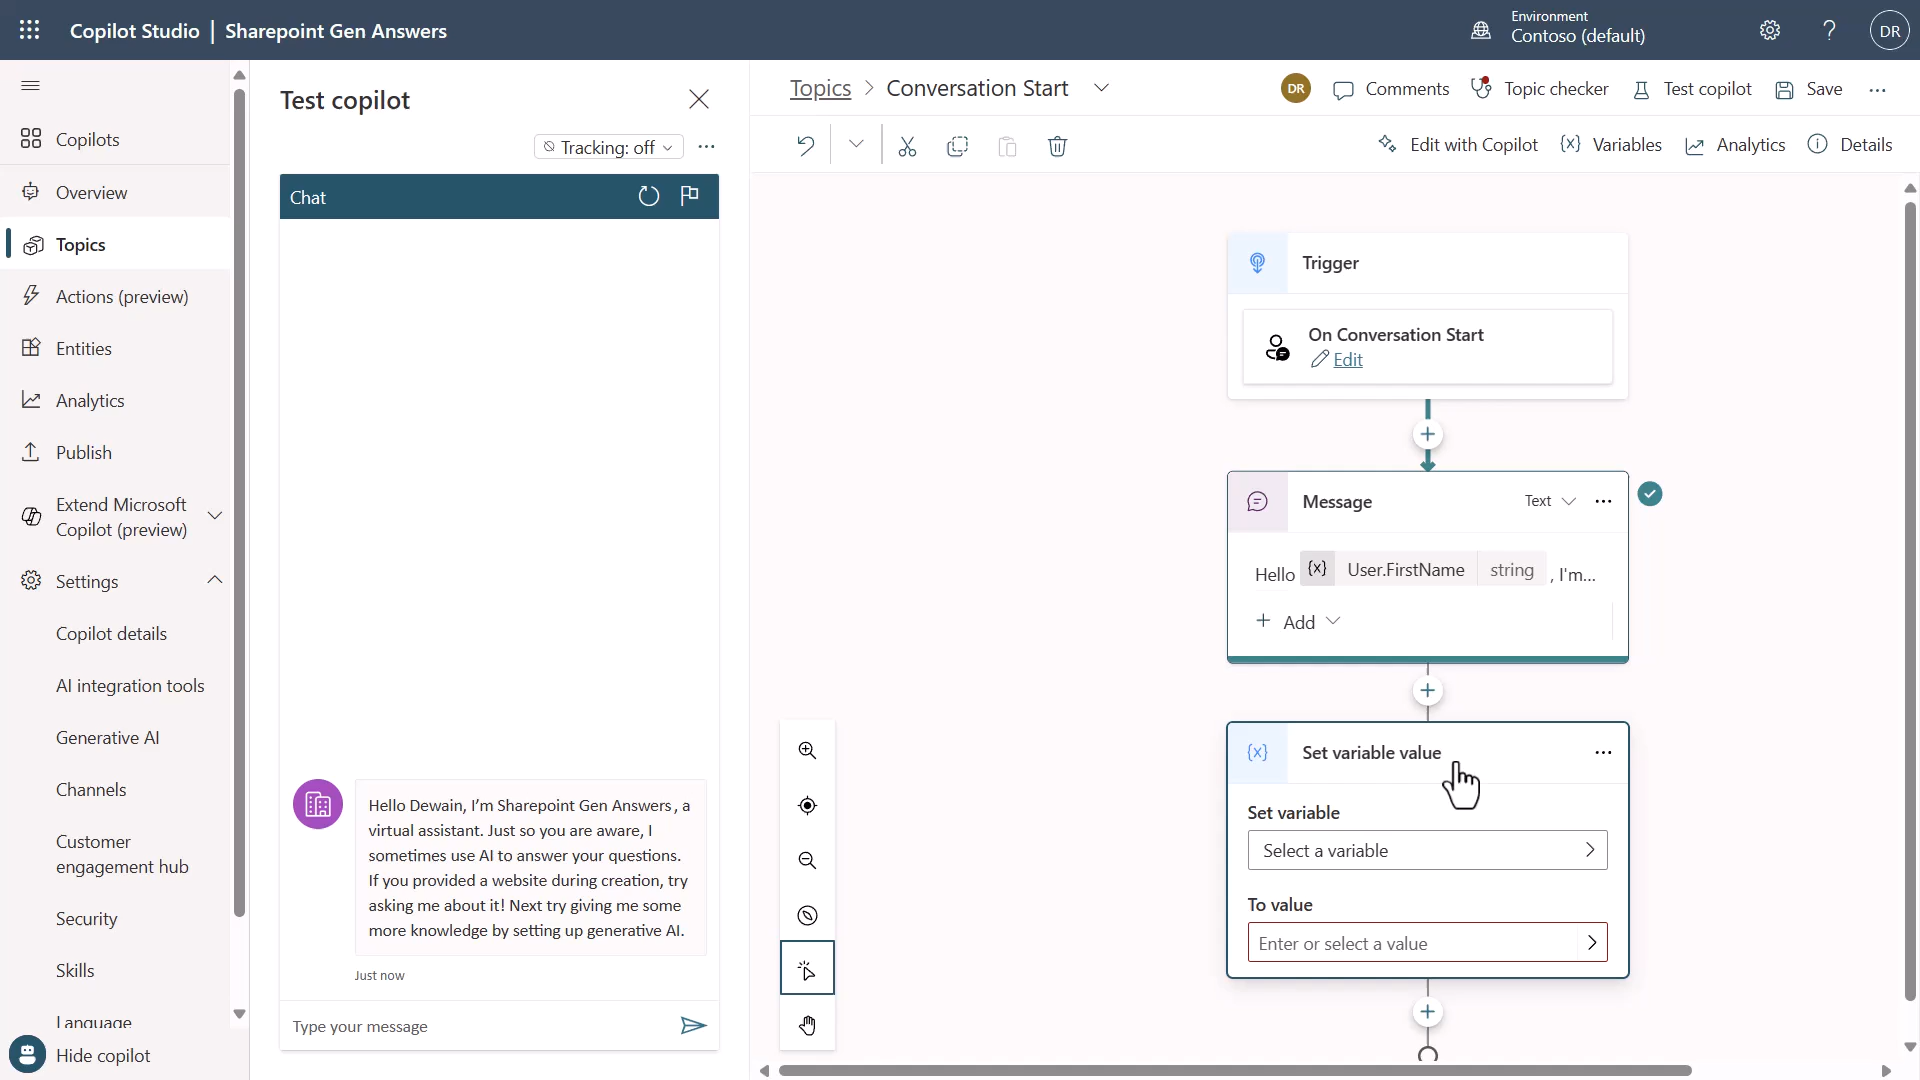 Copilot Studio | Sharepoint Gen Answers
Environment
Contoso (default)
DR
Copilots
Overview
Topics
Actions (preview)
Entities
Analytics
Publish
Extend Microsoft
Copilot (preview)
Settings
Copilot details
AI integration tools
Generative AI
Channels
Customer
engagement hub
Security
Skills
Language
Hide copilot
Test copilot
Tracking: off
Chat
Hello Dewain, I'm Sharepoint Gen Answers, a
virtual assistant. Just so you are aware, I
sometimes use AI to answer your questions.
If you provided a website during creation, try
asking me about it! Next try giving me some
more knowledge by setting up generative AI.
Just now
Type your message
Topics > Conversation Start
DR Comments Topic checker Test copilot Save ...
Edit with Copilot {x} Variables Analytics Details
Trigger
On Conversation Start
Edit
Message Text ...
Hello {x} User.FirstName string , I'm...
+ Add
{x} Set variable value ...
Set variable
Select a variable
To value
Enter or select a value